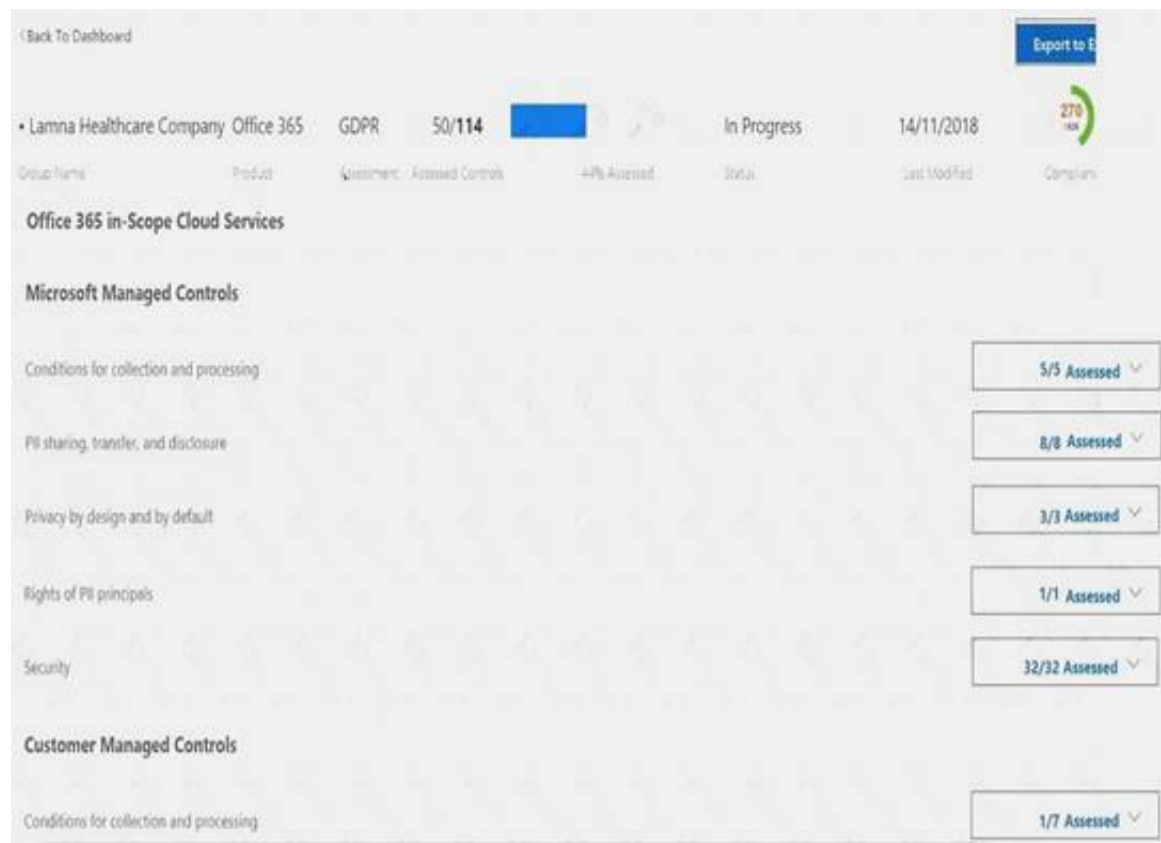 ‹ Back To Dashboard
Export to E
• Lamna Healthcare Company Office 365 GDPR 50/114 In Progress 14/11/2018 270
Group Name Product Assessment Assessed Controls 44% Assessed Status Last Modified Complian
Office 365 in-Scope Cloud Services
Microsoft Managed Controls
Conditions for collection and processing 5/5 Assessed
PII sharing, transfer, and disclosure 8/8 Assessed
Privacy by design and by default 3/3 Assessed
Rights of PII principals 1/1 Assessed
Security 32/32 Assessed
Customer Managed Controls
Conditions for collection and processing 1/7 Assessed